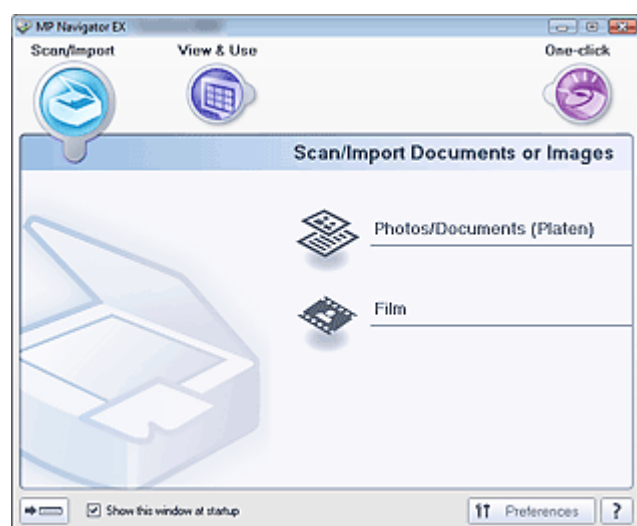 MP Navigator EX
Scan/Import
View & Use
One-click
Scan/Import Documents or Images
Photos/Documents (Platen)
Film
Show this window at startup
Preferences
?